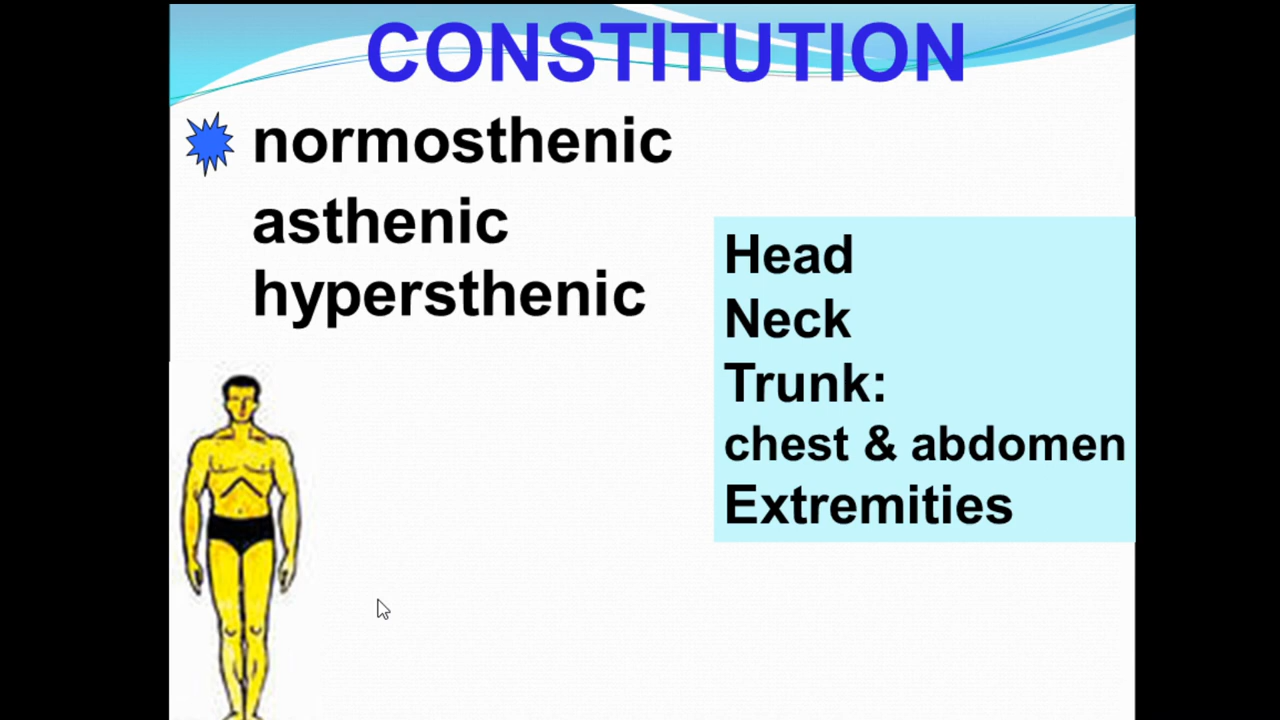 CONSTITUTION
normosthenic
asthenic
hypersthenic
Head
Neck
Trunk:
chest & abdomen
Extremities